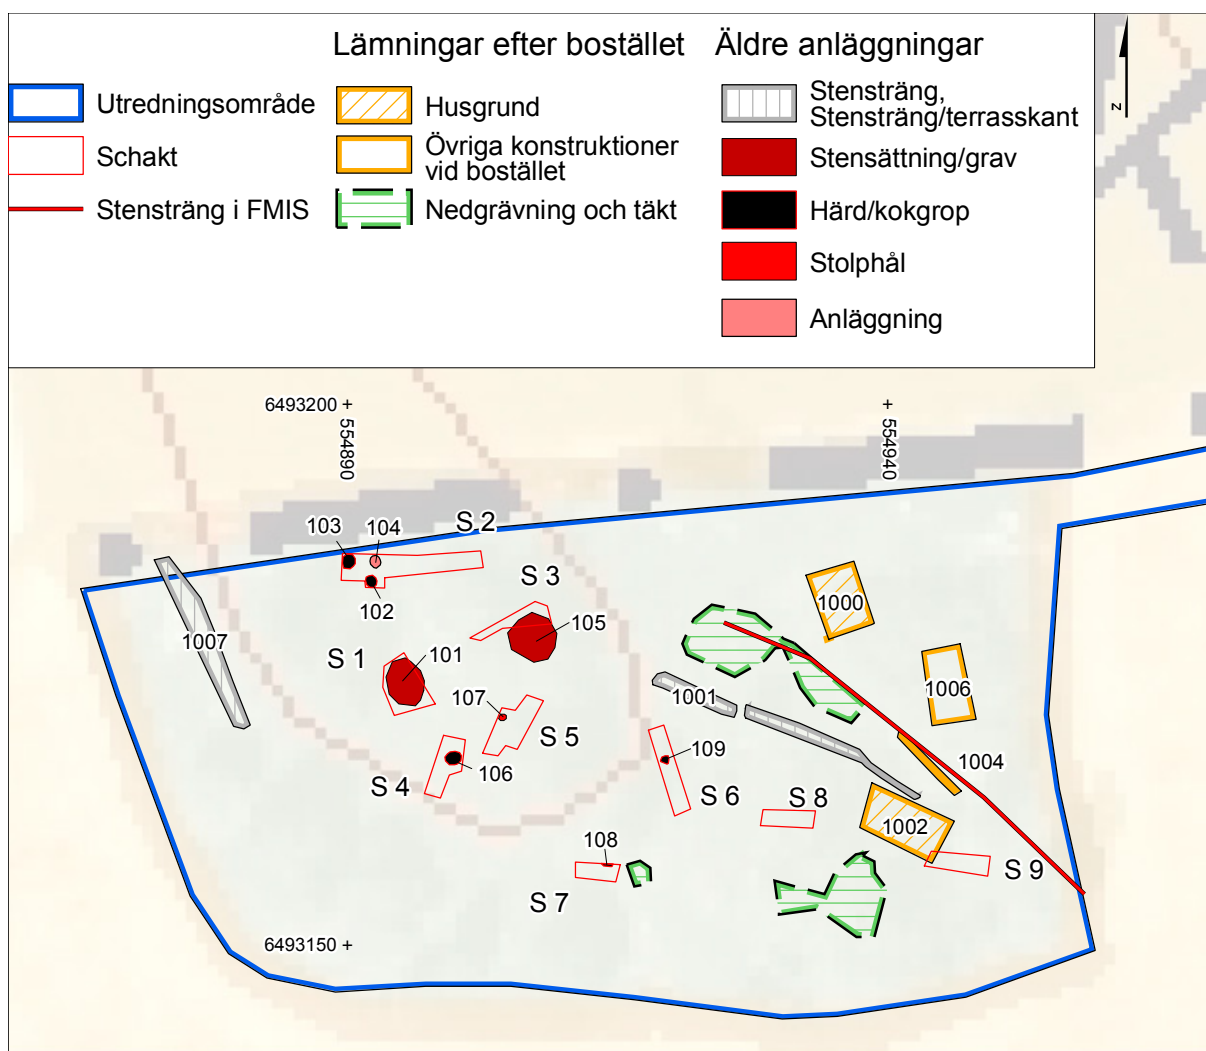 Lämningar efter bostället
Äldre anläggningar
Utredningsområde
Schakt
Stensträng i FMIS
Husgrund
Övriga konstruktioner
vid bostället
Nedgrävning och täkt
Stensträng,
Stensträng/terrasskant
Stensättning/grav
Härd/kokgrop
Stolphål
Anläggning
z
6493200 +
554890
+
554940
103
104
S 2
102
S 3
105
1007
S 1
101
107
S 5
106
S 4
1000
1001
1006
109
S 6
1004
S 8
1002
108
S 7
S 9
6493150 +